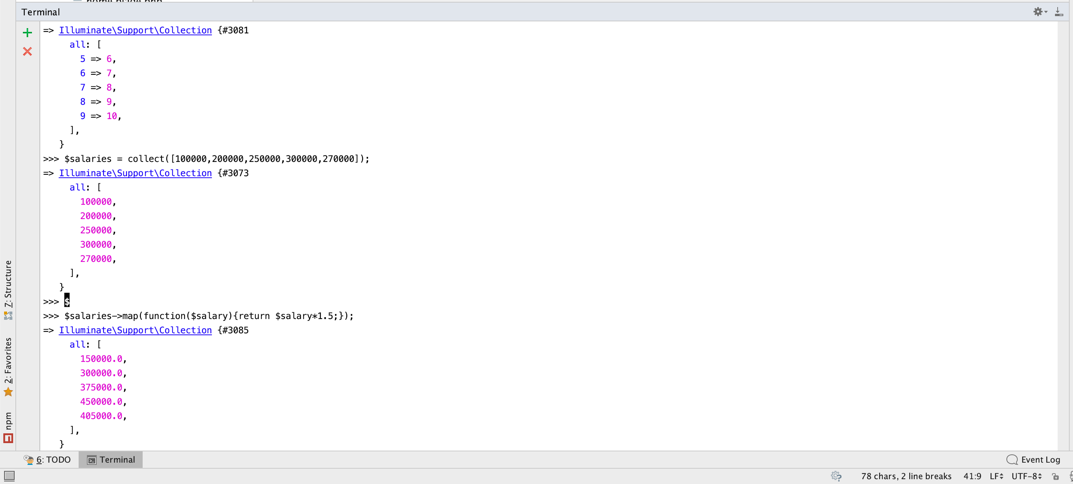 Terminal
=> Illuminate\Support\Collection {#3081
all: [
5 => 6,
6 => 7,
7 => 8,
8 => 9,
9 => 10,
],
}
>>> $salaries = collect([100000,200000,250000,300000,270000]);
=> Illuminate\Support\Collection {#3073
all: [
100000,
200000,
250000,
300000,
270000,
],
}
>>> $
>>> $salaries->map(function($salary){return $salary*1.5;});
=> Illuminate\Support\Collection {#3085
all: [
150000.0,
300000.0,
375000.0,
450000.0,
405000.0,
],
}
7: Structure
2: Favorites
npm
6: TODO
Terminal
Event Log
78 chars, 2 line breaks
41:9
LF
UTF-8